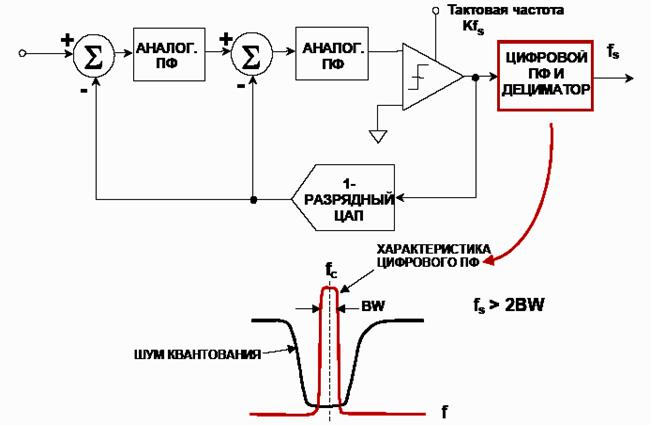 Тактовая частота
Kfs
+
Σ
-
АНАЛОГ.
ПФ
+
Σ
-
АНАЛОГ.
ПФ
ЦИФРОВОЙ
ПФ И
ДЕЦИМАТОР
fs
1-
РАЗРЯДНЫЙ
ЦАП
ХАРАКТЕРИСТИКА
ЦИФРОВОГО ПФ
fc
BW
fs > 2BW
ШУМ КВАНТОВАНИЯ
f